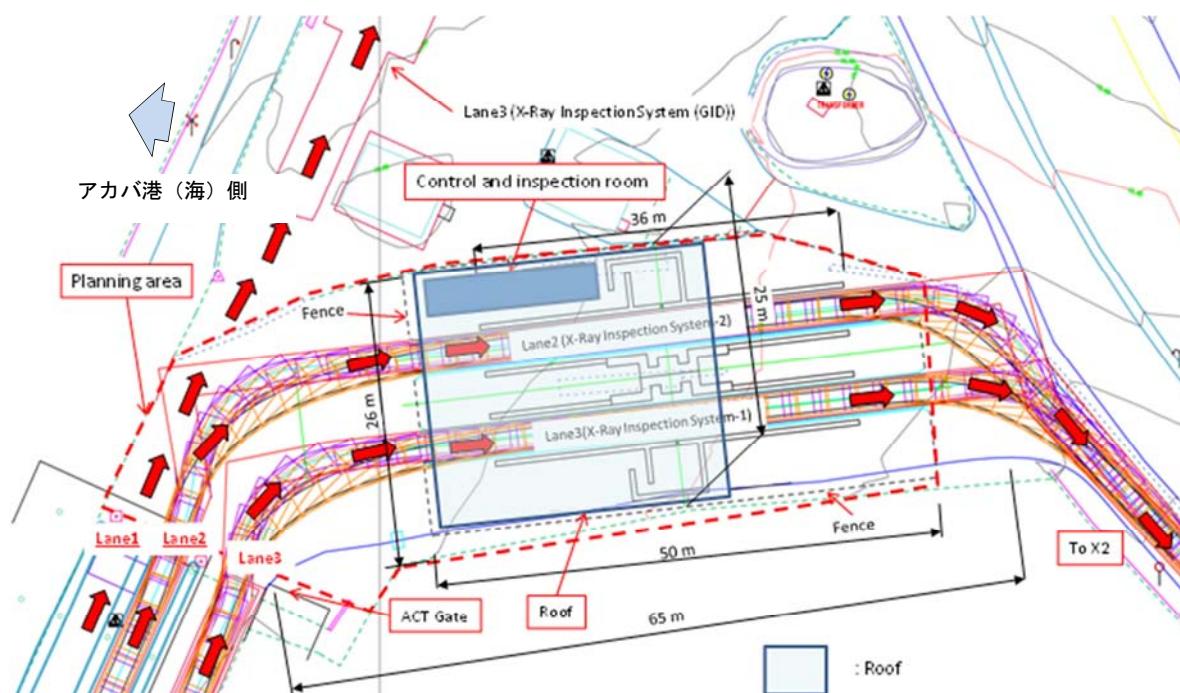 Lane3 (X-Ray Inspection System (GID))
TRANSFORMER
アカバ港（海）側
Control and inspection room
36 m
Planning area
Fence
25 m
Lane2 (X-Ray Inspection System-2)
26 m
Lane3(X-Ray Inspection System-1)
Lane1
Lane2
Lane3
Fence
50 m
To X2
ACT Gate
Roof
65 m
: Roof